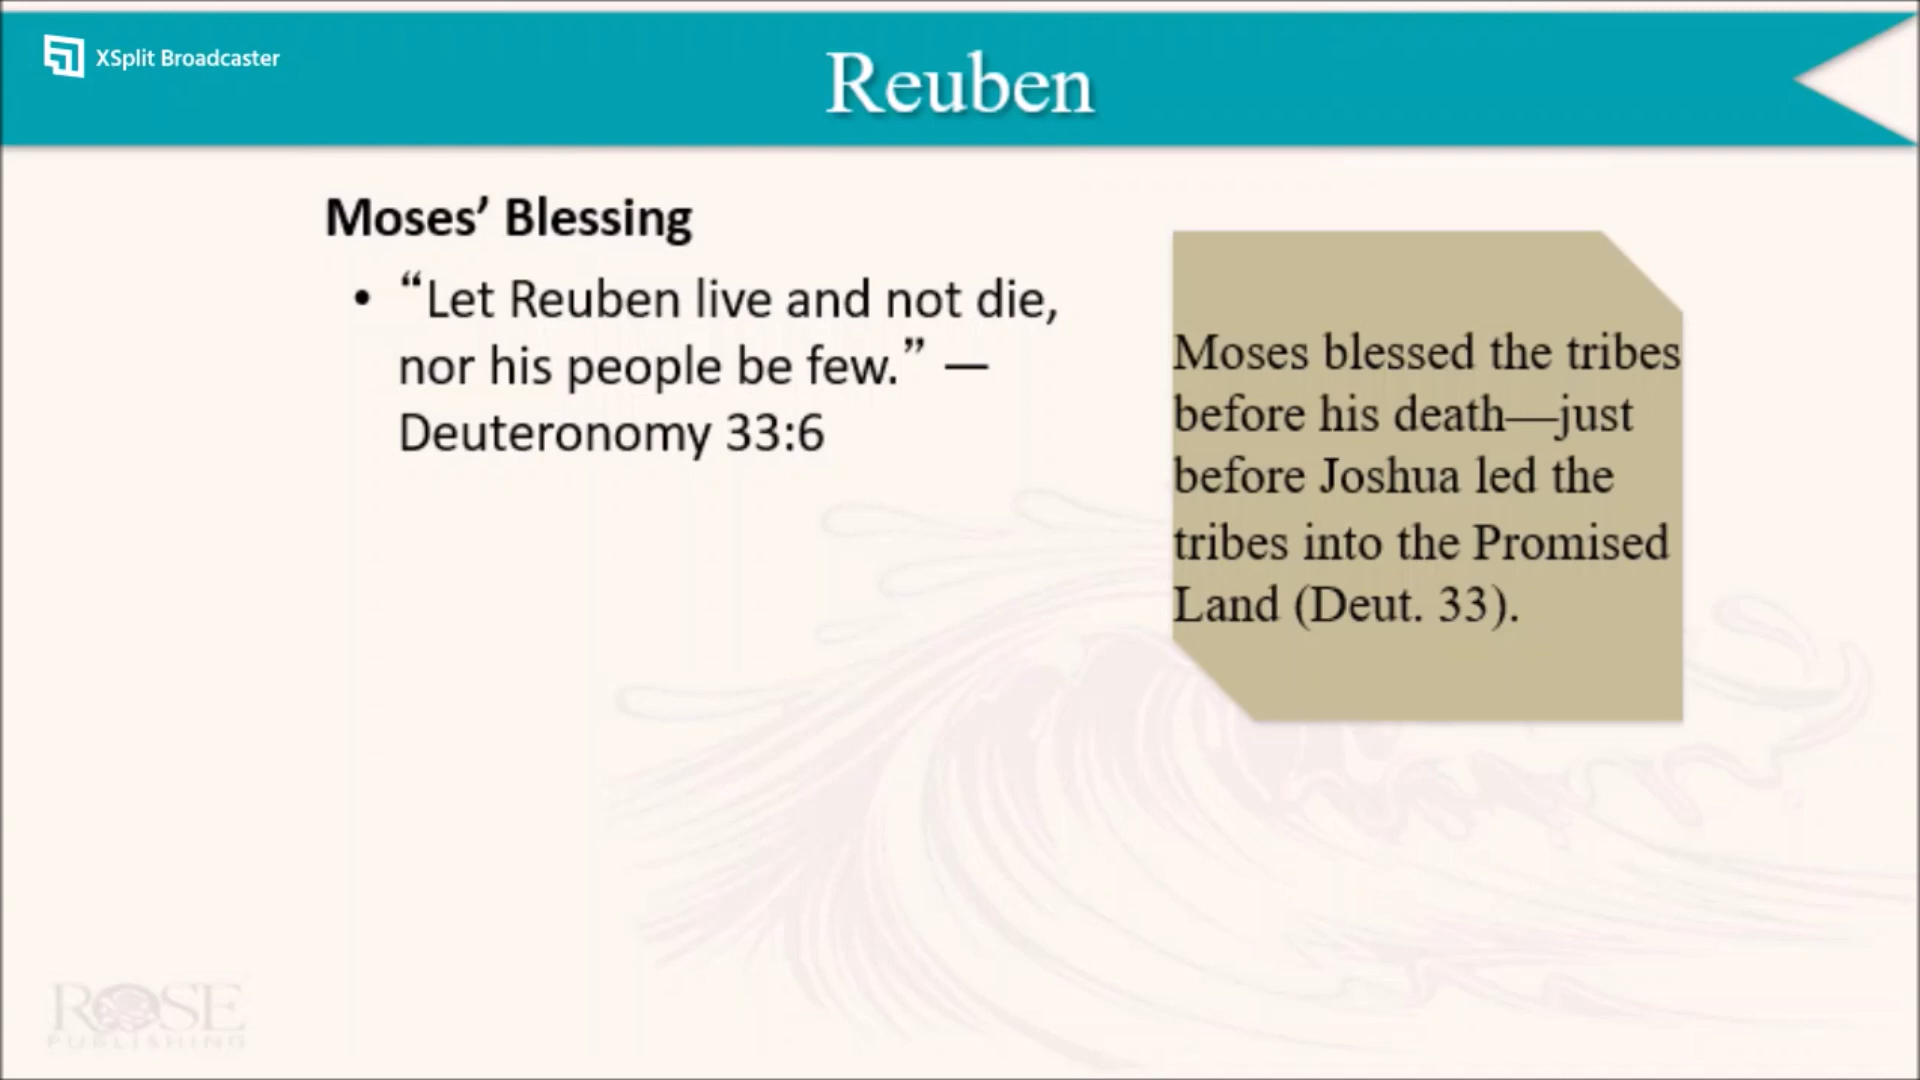 XSplit Broadcaster
Reuben
Moses’ Blessing
• “Let Reuben live and not die,
nor his people be few.” —
Deuteronomy 33:6
Moses blessed the tribes
before his death—just
before Joshua led the
tribes into the Promised
Land (Deut. 33).
ROSE
PUBLISHING